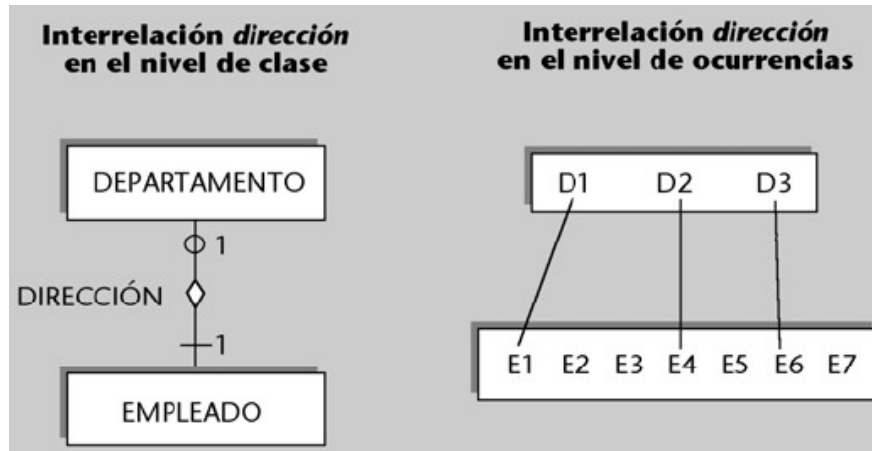 Interrelación dirección
en el nivel de clase
DEPARTAMENTO
1
DIRECCIÓN
1
EMPLEADO
Interrelación dirección
en el nivel de ocurrencias
D1 D2 D3
E1 E2 E3 E4 E5 E6 E7